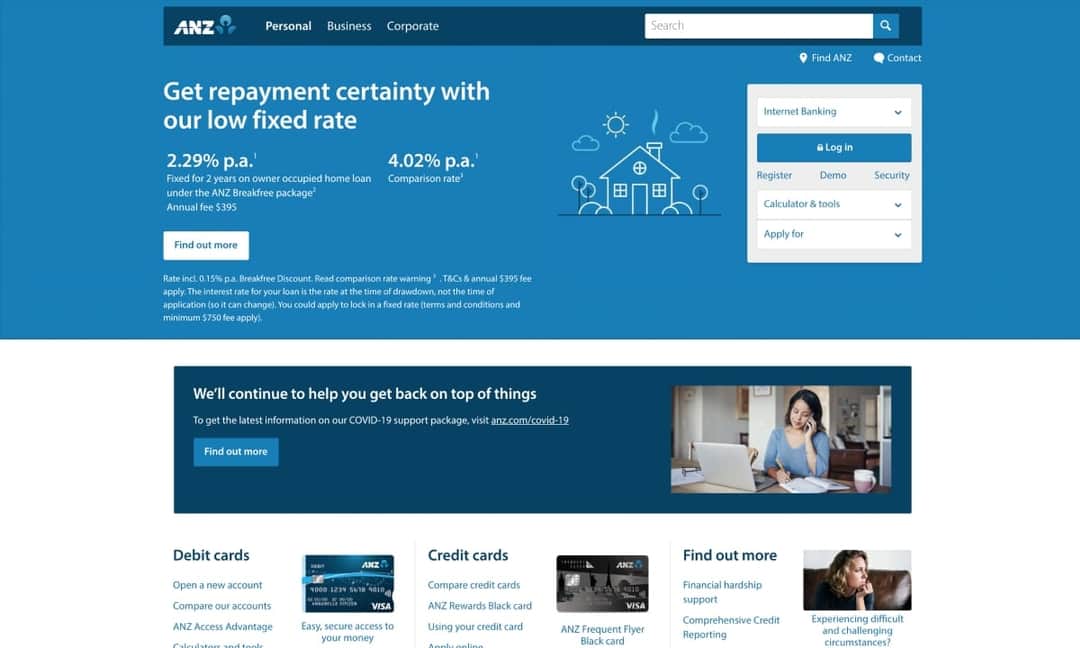 ANZ
Personal Business Corporate
Search
Find ANZ Contact
Get repayment certainty with
our low fixed rate
2.29% p.a.1
Fixed for 2 years on owner occupied home loan
under the ANZ Breakfree package2
Annual fee $395
4.02% p.a.1
Comparison rate3
Find out more
Rate incl. 0.15% p.a. Breakfree Discount. Read comparison rate warning 3 . T&Cs & annual $395 fee
apply. The interest rate for your loan is the rate at the time of drawdown, not the time of
application (so it can change). You could apply to lock in a fixed rate (terms and conditions and
minimum $750 fee apply).
Internet Banking
Log in
Register Demo Security
Calculator & tools
Apply for
We'll continue to help you get back on top of things
To get the latest information on our COVID-19 support package, visit anz.com/covid-19
Find out more
Debit cards
Open a new account
Compare our accounts
ANZ Access Advantage
Calculators and tools
DEBIT
ANZ
4000 1234 5678 9010
VISA
Easy, secure access to
your money
Credit cards
Compare credit cards
ANZ Rewards Black card
Using your credit card
Apply online
ANZ
VISA
ANZ Frequent Flyer
Black card
Find out more
Financial hardship
support
Comprehensive Credit
Reporting
Experiencing difficult
and challenging
circumstances?